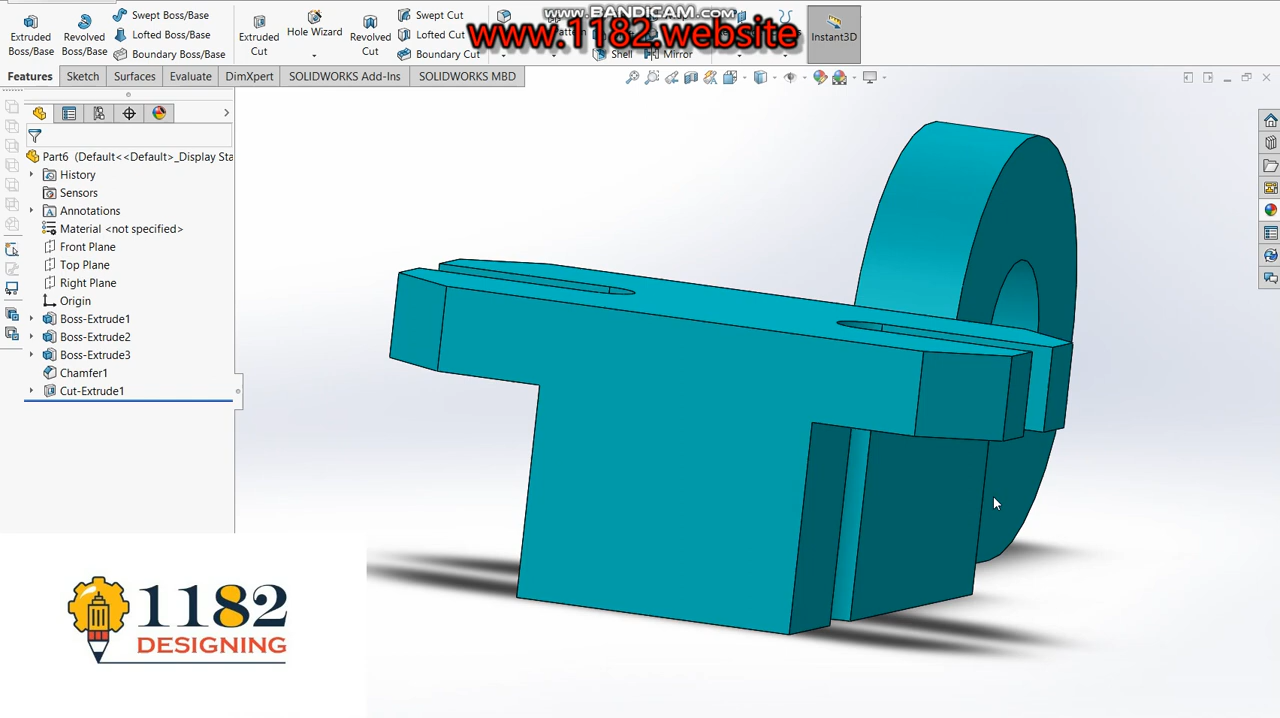 www.BANDICAM.com
www.1182.website
Extruded Boss/Base
Revolved Boss/Base
Swept Boss/Base
Lofted Boss/Base
Boundary Boss/Base
Extruded Cut
Hole Wizard
Revolved Cut
Swept Cut
Lofted Cut
Boundary Cut
Shell
Mirror
Instant3D
Features
Sketch
Surfaces
Evaluate
DimXpert
SOLIDWORKS Add-Ins
SOLIDWORKS MBD
Part6 (Default<<Default>_Display Sta
History
Sensors
Annotations
Material <not specified>
Front Plane
Top Plane
Right Plane
Origin
Boss-Extrude1
Boss-Extrude2
Boss-Extrude3
Chamfer1
Cut-Extrude1
1182
DESIGNING